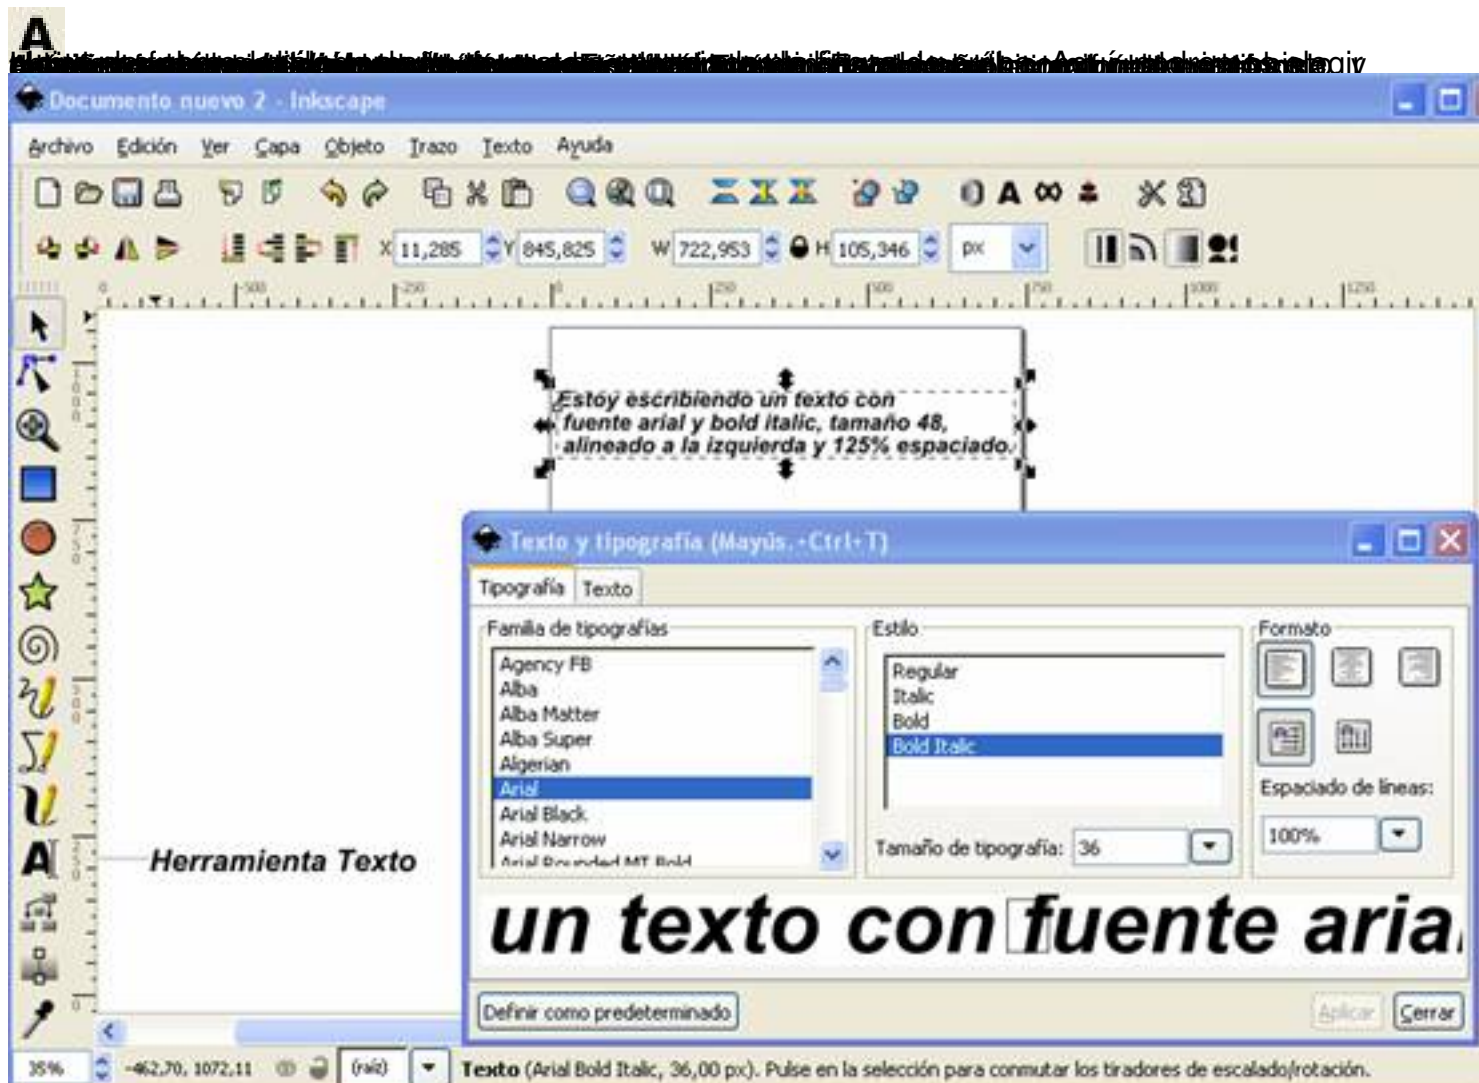 A
Documento nuevo 2 - Inkscape
Archivo Edición Ver Capa Objeto Trazo Texto Ayuda
X 11,285 Y 845,825 W 722,953 H 105,346 px
Estoy escribiendo un texto con
fuente arial y bold italic, tamaño 48,
alineado a la izquierda y 125% espaciado.
Texto y tipografía (Mayús.+Ctrl+T)
Tipografía Texto
Familia de tipografías Estilo Formato
Agency FB
Alba
Alba Matter
Alba Super
Algerian
Arial
Arial Black
Arial Narrow
Arial Rounded MT Bold
Regular
Italic
Bold
Bold Italic
Espaciado de líneas:
100%
Tamaño de tipografía: 36
Herramienta Texto
un texto con fuente aria
Definir como predeterminado Aplicar Cerrar
35% -462,70, 1072,11 (raíz) Texto (Arial Bold Italic, 36,00 px). Pulse en la selección para conmutar los tiradores de escalado/rotación.